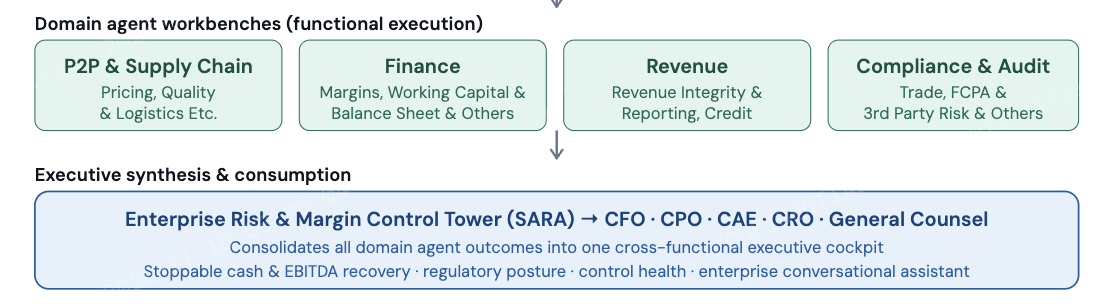 Domain agent workbenches (functional execution)
P2P & Supply Chain
Pricing, Quality
& Logistics Etc.
Finance
Margins, Working Capital &
Balance Sheet & Others
Revenue
Revenue Integrity &
Reporting, Credit
Compliance & Audit
Trade, FCPA &
3rd Party Risk & Others
Executive synthesis & consumption
Enterprise Risk & Margin Control Tower (SARA) → CFO · CPO · CAE · CRO · General Counsel
Consolidates all domain agent outcomes into one cross-functional executive cockpit
Stoppable cash & EBITDA recovery · regulatory posture · control health · enterprise conversational assistant